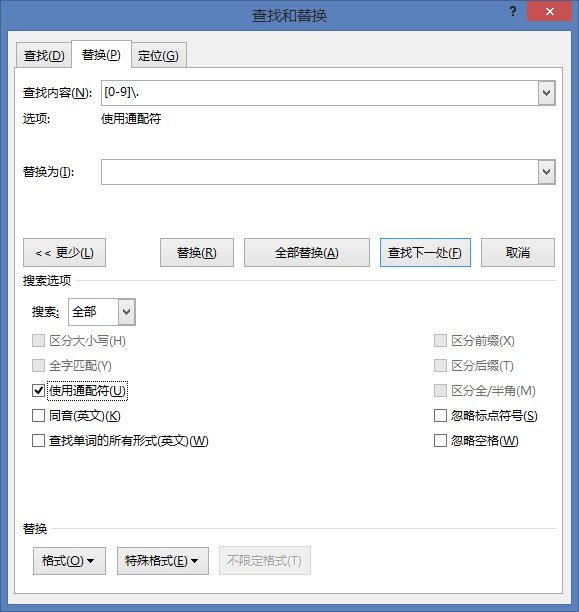 查找和替换
? ×
查找(D) 替换(P) 定位(G)
查找内容(N): [0-9]\.
选项: 使用通配符
替换为(I):
<< 更少(L) 替换(R) 全部替换(A) 查找下一处(F) 取消
搜索选项
搜索: 全部
区分大小写(H) 区分前缀(X)
全字匹配(Y) 区分后缀(T)
使用通配符(U) 区分全/半角(M)
同音(英文)(K) 忽略标点符号(S)
查找单词的所有形式(英文)(W) 忽略空格(W)
替换
格式(O) 特殊格式(E) 不限定格式(T)